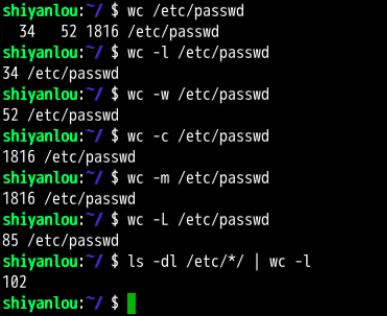 shiyanlou:~/ $ wc /etc/passwd
  34   52 1816 /etc/passwd
shiyanlou:~/ $ wc -l /etc/passwd
34 /etc/passwd
shiyanlou:~/ $ wc -w /etc/passwd
52 /etc/passwd
shiyanlou:~/ $ wc -c /etc/passwd
1816 /etc/passwd
shiyanlou:~/ $ wc -m /etc/passwd
1816 /etc/passwd
shiyanlou:~/ $ wc -L /etc/passwd
85 /etc/passwd
shiyanlou:~/ $ ls -dl /etc/*/ | wc -l
102
shiyanlou:~/ $